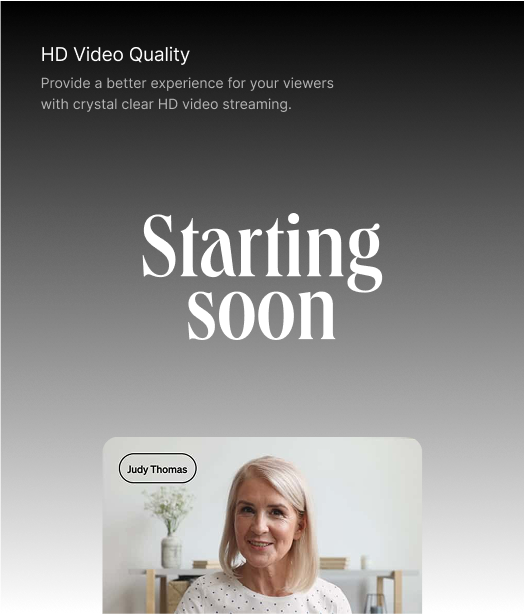 HD Video Quality
Provide a better experience for your viewers
with crystal clear HD video streaming.
Starting
soon
Judy Thomas